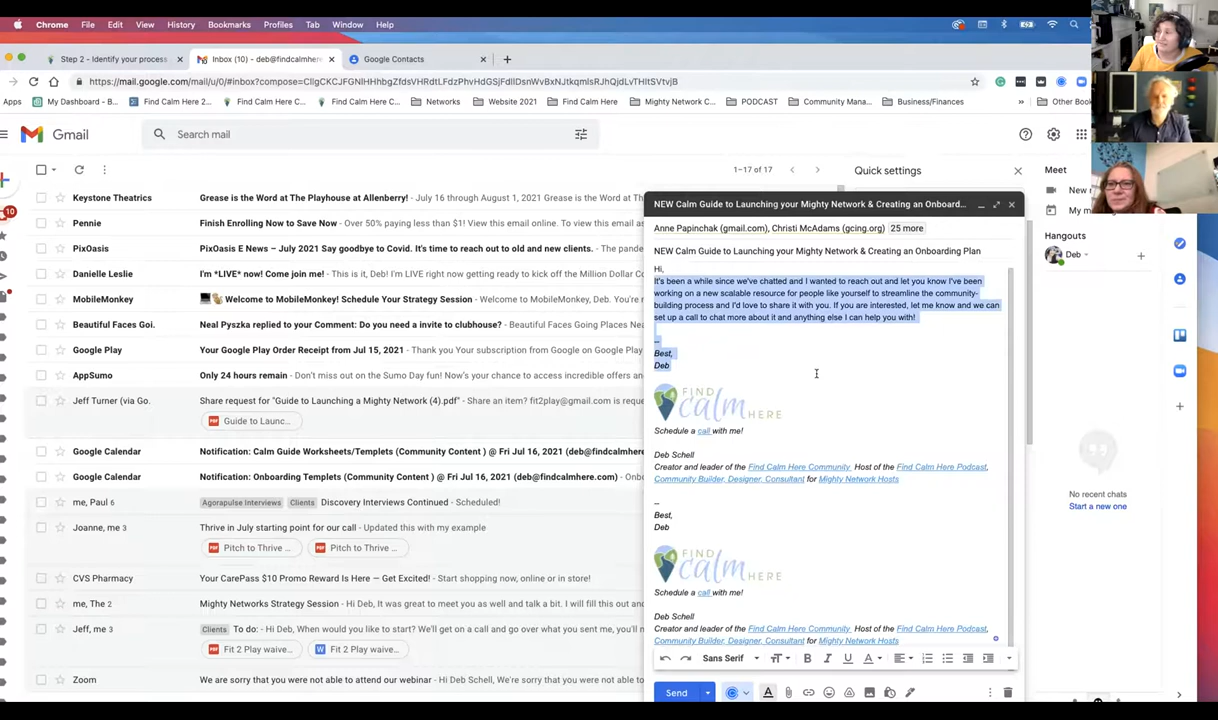 Chrome File Edit View History Bookmarks Profiles Tab Window Help
Step 2 - Identify your process
Inbox (10) - deb@findcalmhere
Google Contacts
https://mail.google.com/mail/u/0/#inbox?compose=
Apps My Dashboard - B... Find Calm Here 2... Find Calm Here C... Find Calm Here C... Networks Website 2021 Find Calm Here Mighty Network C... PODCAST Community Mana... Business/Finances » Other Book
Gmail
Search mail
1–17 of 17
Quick settings
Meet
New
My m
Hangouts
Deb
No recent chats
Start a new one
10
Keystone Theatrics Grease is the Word at The Playhouse at Allenberry! - July 16 through August 1, 2021 Grease is the Word
Pennie Finish Enrolling Now to Save Now - Over 50% paying less than $1! View this email online. To view this email
PixOasis PixOasis E News – July 2021 Say goodbye to Covid. It's time to reach out to old and new clients. - The pande
Danielle Leslie I'm *LIVE* now! Come join me! - This is it, Deb! I'm LIVE right now getting ready to kick off the Million Dollar Co
MobileMonkey Welcome to MobileMonkey! Schedule Your Strategy Session - Welcome to MobileMonkey, Deb. You're
Beautiful Faces Goi. Neal Pyszka replied to your Comment: Do you need a invite to clubhouse? - Beautiful Faces Going Places Nea
Google Play Your Google Play Order Receipt from Jul 15, 2021 - Thank you Your subscription from Google on Google Play
AppSumo Only 24 hours remain - Don't miss out on the Sumo Day fun! Now's your chance to access incredible offers an
Jeff Turner (via Go. Share request for "Guide to Launching a Mighty Network (4).pdf" - Share an item? fit2play@gmail.com is reque
Guide to Launc...
Google Calendar Notification: Calm Guide Worksheets/Templets (Community Content ) @ Fri Jul 16, 2021 (deb@findcalmhere.
Google Calendar Notification: Onboarding Templets (Community Content ) @ Fri Jul 16, 2021 (deb@findcalmhere.com)
me, Paul 6 Agorapulse Interviews Clients Discovery Interviews Continued - Scheduled!
Joanne, me 3 Thrive in July starting point for our call - Updated this with my example
Pitch to Thrive ... Pitch to Thrive ...
CVS Pharmacy Your CarePass $10 Promo Reward Is Here — Get Excited! - Start shopping now, online or in store!
me, The 2 Mighty Networks Strategy Session - Hi Deb, It was great to meet you as well and talk a bit. I will fill this out and
Jeff, me 3 Clients To do: - Hi Deb, When would you like to start? We'll get on a call and go over what you sent me, you'll
Fit 2 Play waive... Fit 2 Play waive...
Zoom We are sorry that you were not able to attend our webinar - Hi Deb Schell, We are sorry that you were not able to
NEW Calm Guide to Launching your Mighty Network & Creating an Onboard...
Anne Papinchak (gmail.com), Christi McAdams (gcing.org) 25 more
NEW Calm Guide to Launching your Mighty Network & Creating an Onboarding Plan
Hi,
It's been a while since we've chatted and I wanted to reach out and let you know I've been
working on a new scalable resource for people like yourself to streamline the community-
building process and I'd love to share it with you. If you are interested, let me know and we can
set up a call to chat more about it and anything else I can help you with!
--
Best,
Deb
FIND
calm HERE
Schedule a call with me!
Deb Schell
Creator and leader of the Find Calm Here Community Host of the Find Calm Here Podcast,
Community Builder, Designer, Consultant for Mighty Network Hosts
--
Best,
Deb
FIND
calm HERE
Schedule a call with me!
Deb Schell
Creator and leader of the Find Calm Here Community Host of the Find Calm Here Podcast,
Community Builder, Designer, Consultant for Mighty Network Hosts
Sans Serif
Send